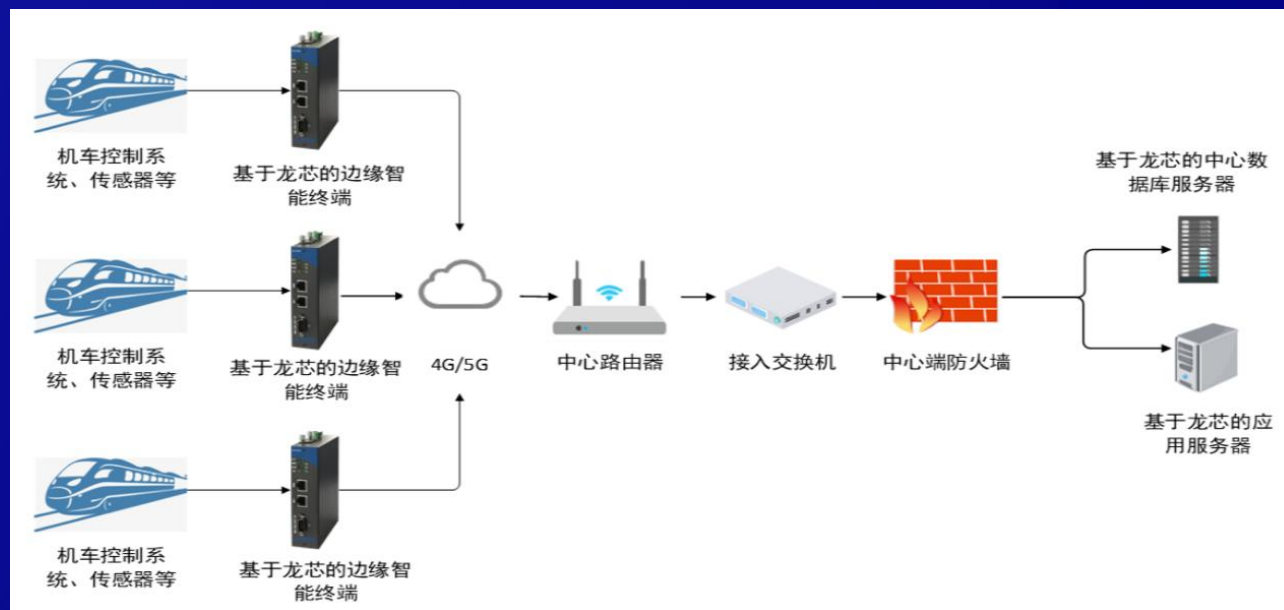 机车控制系
统、传感器等
基于龙芯的边缘智
能终端
机车控制系
统、传感器等
基于龙芯的边缘智
能终端
机车控制系
统、传感器等
基于龙芯的边缘智
能终端
4G/5G
中心路由器
接入交换机
中心端防火墙
基于龙芯的中心数
据库服务器
基于龙芯的应
用服务器